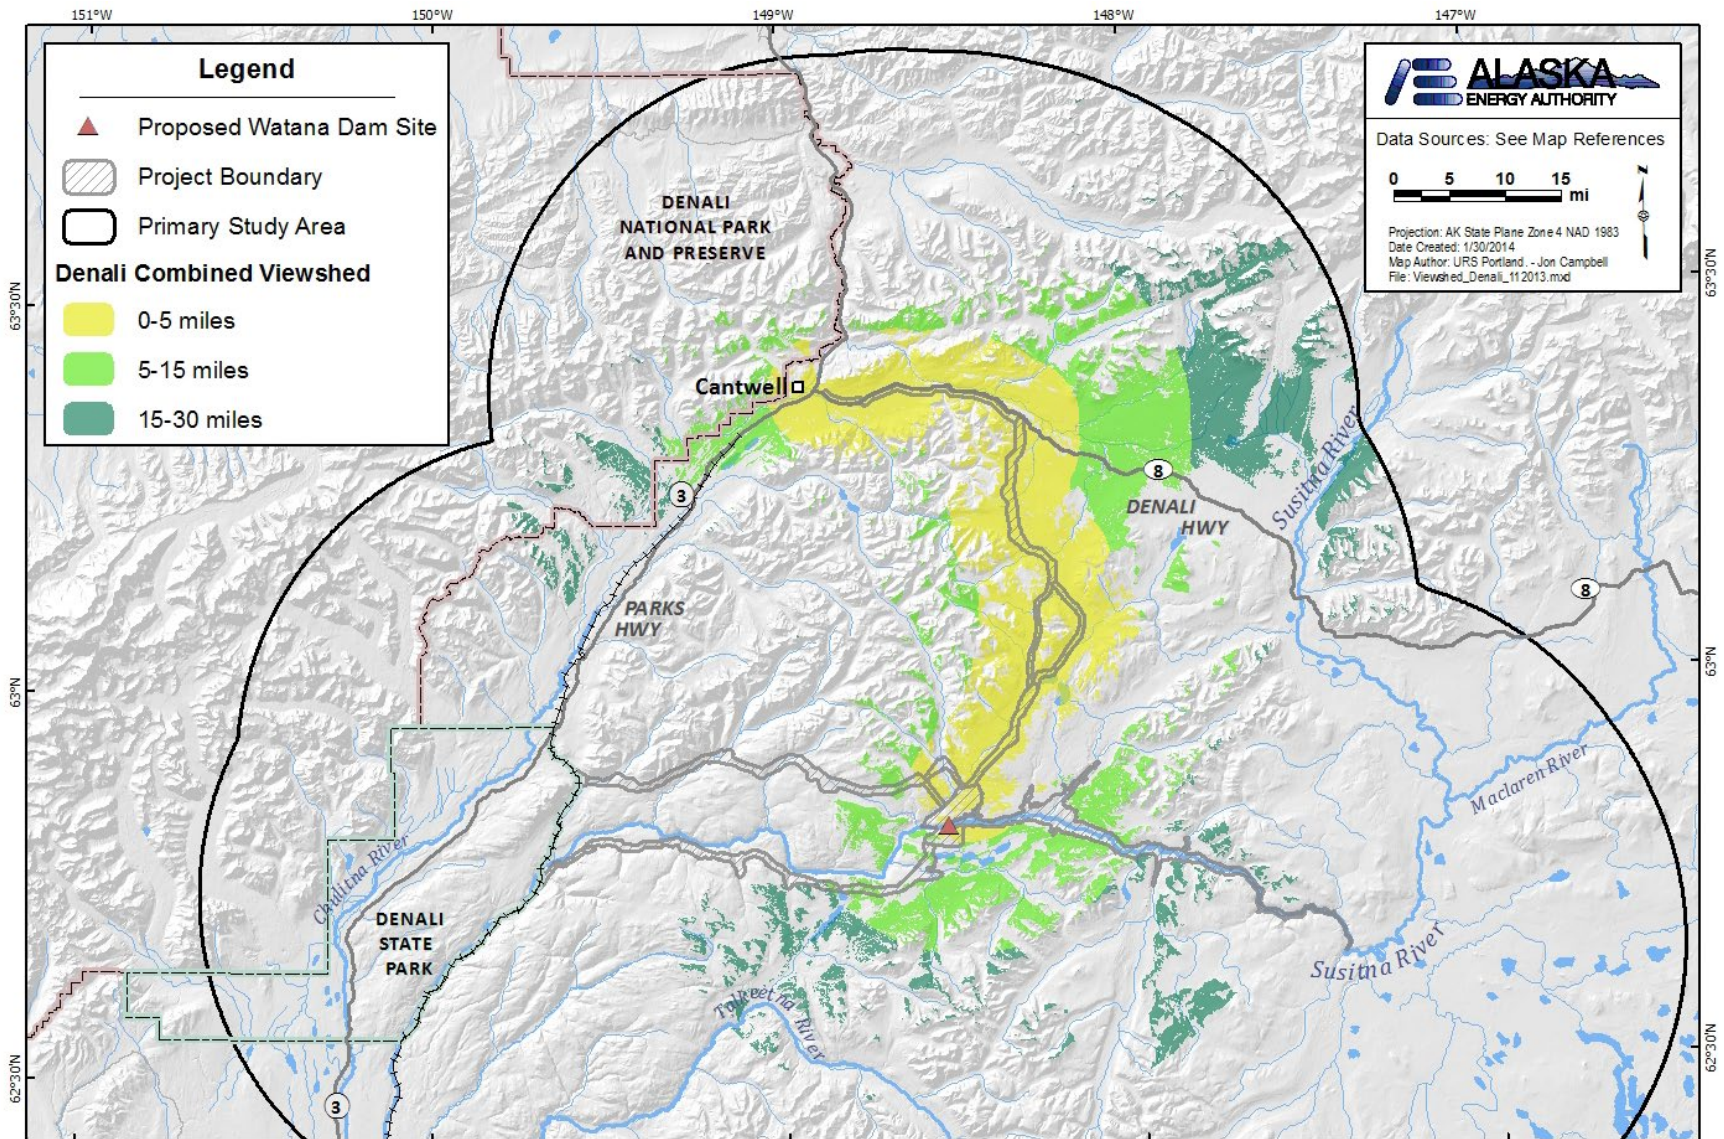 151°W
150°W
149°W
148°W
147°W
Legend
Proposed Watana Dam Site
Project Boundary
Primary Study Area
Denali Combined Viewshed
0-5 miles
5-15 miles
15-30 miles
ALASKA
ENERGY AUTHORITY
Data Sources: See Map References
0 5 10 15
mi
N
Projection: AK State Plane Zone 4 NAD 1983
Date Created: 1/30/2014
Map Author: URS Portland. - Jon Campbell
File: Viewshed_Denali_112013.mxd
DENALI
NATIONAL PARK
AND PRESERVE
63°30'N
63°30'N
Cantwell
Susitna River
8
3
DENALI
HWY
8
PARKS
HWY
63°N
63°N
Maclaren River
Chulitna River
DENALI
STATE
PARK
Susitna River
Talkeetna River
62°30'N
62°30'N
3